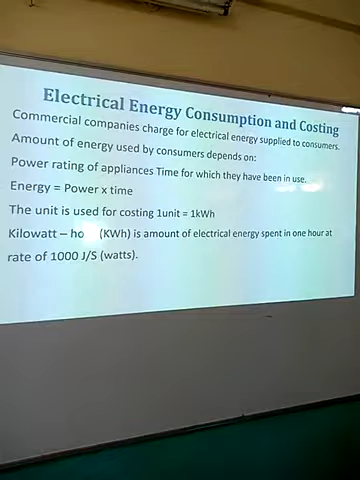 Electrical Energy Consumption and Costing
Commercial companies charge for electrical energy supplied to consumers.
Amount of energy used by consumers depends on:
Power rating of appliances Time for which they have been in use.
Energy = Power x time
The unit is used for costing 1unit = 1kWh
Kilowatt – ho (KWh) is amount of electrical energy spent in one hour at
rate of 1000 J/S (watts).